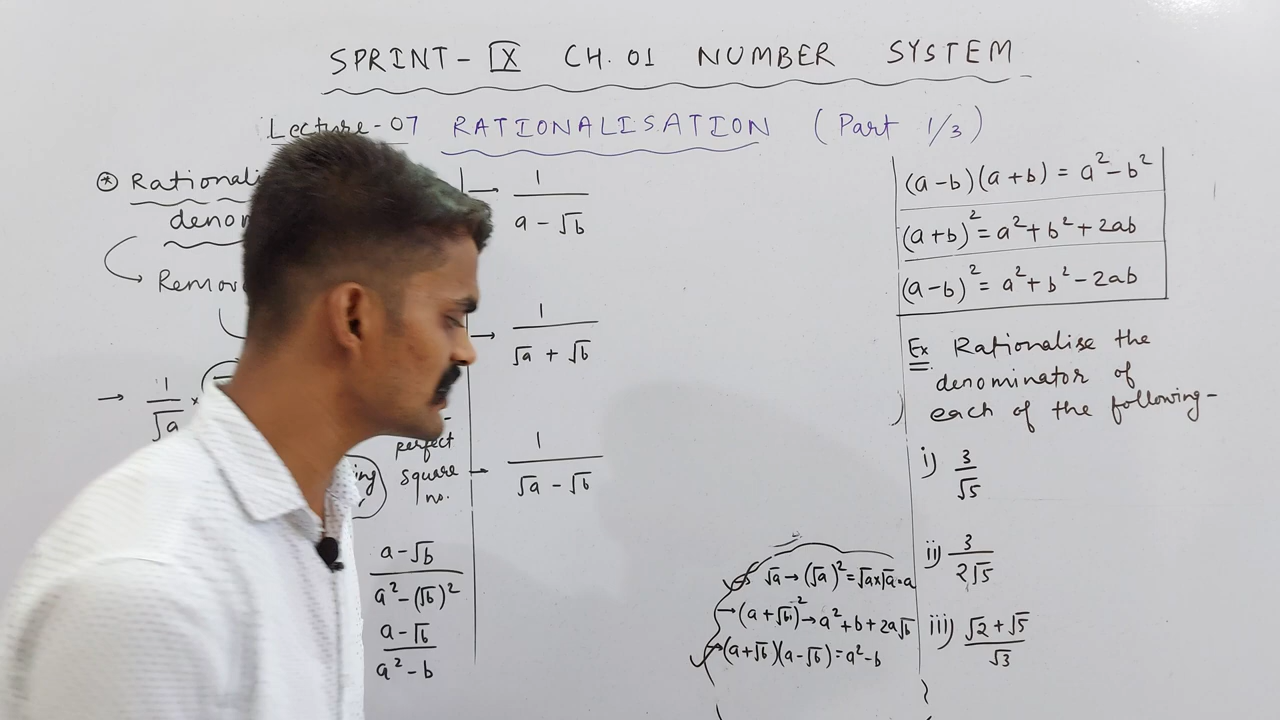 SPRINT - IX CH. 01 NUMBER SYSTEM
Lecture-07 RATIONALISATION (Part 1/3)
denom
→ 1/√a ×
perfect
square
no.
a-√b
a²-(√b)²
a-√b
a²-b
→ 1/(a-√b)
→ 1/(√a+√b)
→ 1/(√a-√b)
√a → (√a)² = √a×√a = a
→ (a+√b)² → a²+b+2a√b
→ (a+√b)(a-√b) = a²-b
(a-b)(a+b) = a²-b²
(a+b)² = a²+b²+2ab
(a-b)² = a²+b²-2ab
Ex Rationalise the
denominator of
each of the following-
i) 3/√5
ii) 3/2√5
iii) (√2+√5)/√3